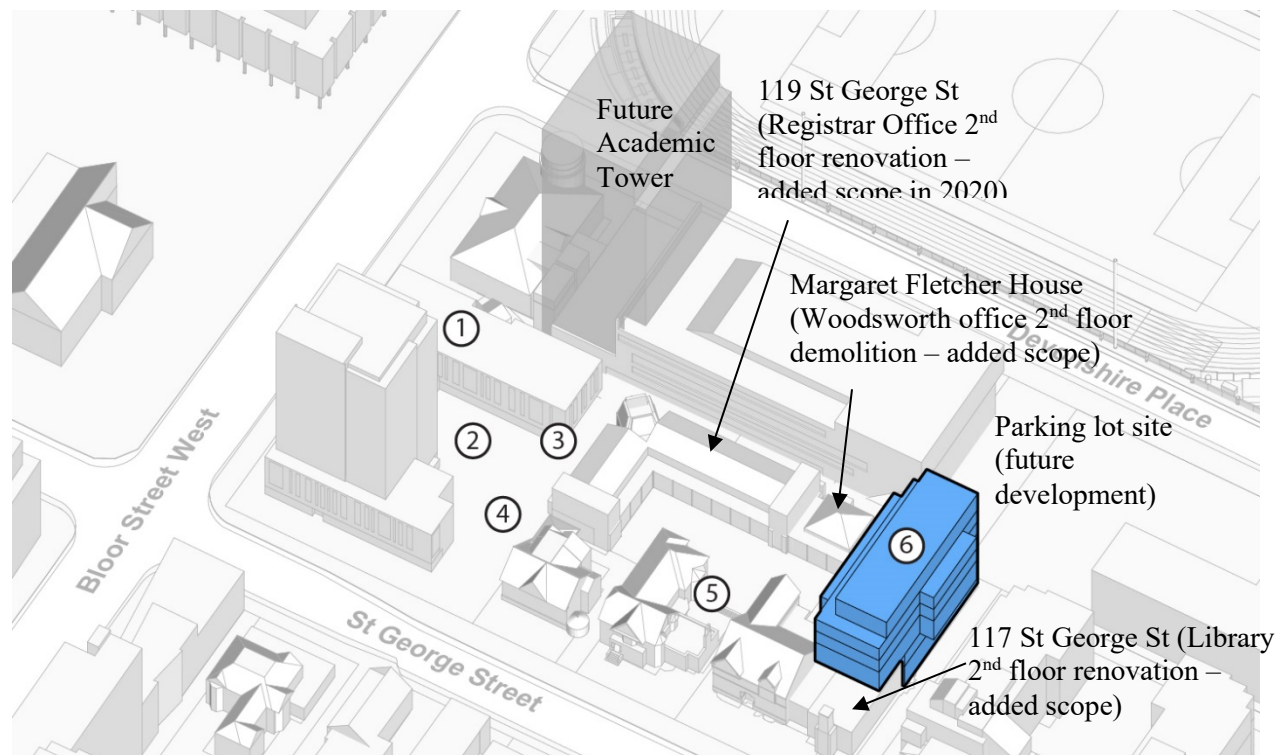 Future
Academic
Tower
119 St George St
(Registrar Office 2nd
floor renovation –
added scope in 2020)
Margaret Fletcher House
(Woodsworth office 2nd floor
demolition – added scope)
Devonshire Place
Parking lot site
(future
development)
1
2
3
4
5
6
Bloor Street West
St George Street
117 St George St (Library
2nd floor renovation –
added scope)